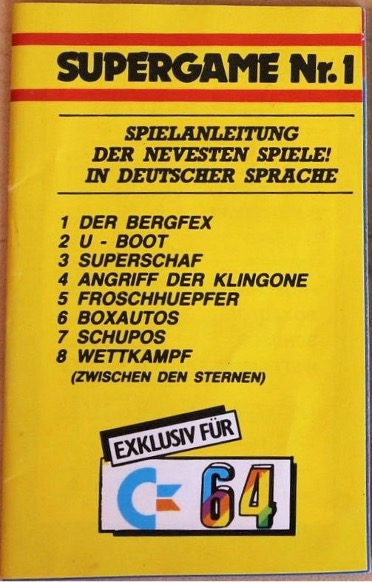 SUPERGAME Nr.1
SPIELANLEITUNG
DER NEVESTEN SPIELE!
IN DEUTSCHER SPRACHE
1 DER BERGFEX
2 U - BOOT
3 SUPERSCHAF
4 ANGRIFF DER KLINGONE
5 FROSCHHUEPFER
6 BOXAUTOS
7 SCHUPOS
8 WETTKAMPF
(ZWISCHEN DEN STERNEN)
EXKLUSIV FÜR
C 64